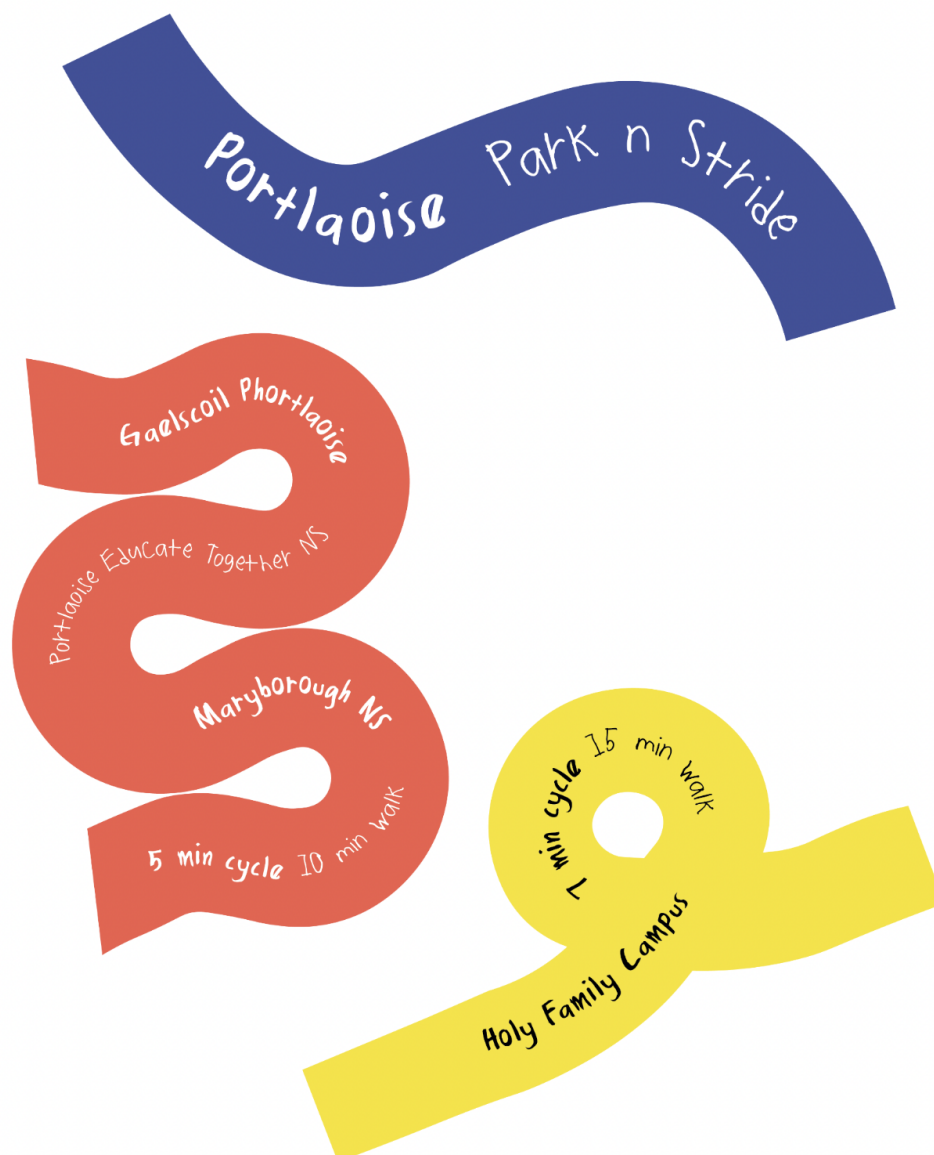 Portlaoise Park n Stride
Gaelscoil Phortlaoise
Portlaoise Educate Together NS
Maryborough NS
5 min cycle 10 min walk
7 min cycle 15 min walk
Holy Family Campus